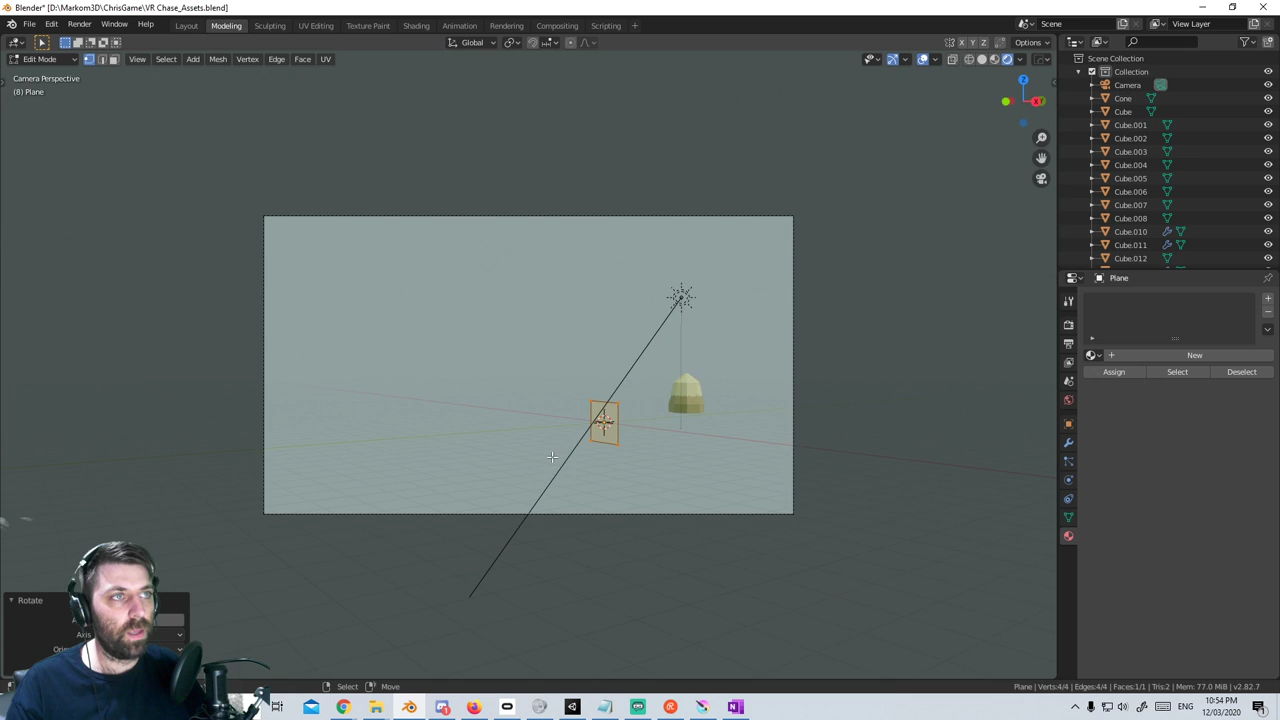 Blender* [D:\Markom3D\ChrisGame\VR Chase_Assets.blend]
File Edit Render Window Help Layout Modeling Sculpting UV Editing Texture Paint Shading Animation Rendering Compositing Scripting Scene View Layer
Global Options
Edit Mode View Select Add Mesh Vertex Edge Face UV
X Y Z
Camera Perspective
(8) Plane
Z
X
Scene Collection
Collection
Camera
Cone
Cube
Cube.001
Cube.002
Cube.003
Cube.004
Cube.005
Cube.006
Cube.007
Cube.008
Cube.010
Cube.011
Cube.012
Plane
New
Assign Select Deselect
Rotate
Axis
Select Move
Plane | Verts:4/4 | Edges:4/4 | Faces:1/1 | Tris:2 | Mem: 77.0 MiB | v2.82.7
ENG
10:54 PM
12/03/2020